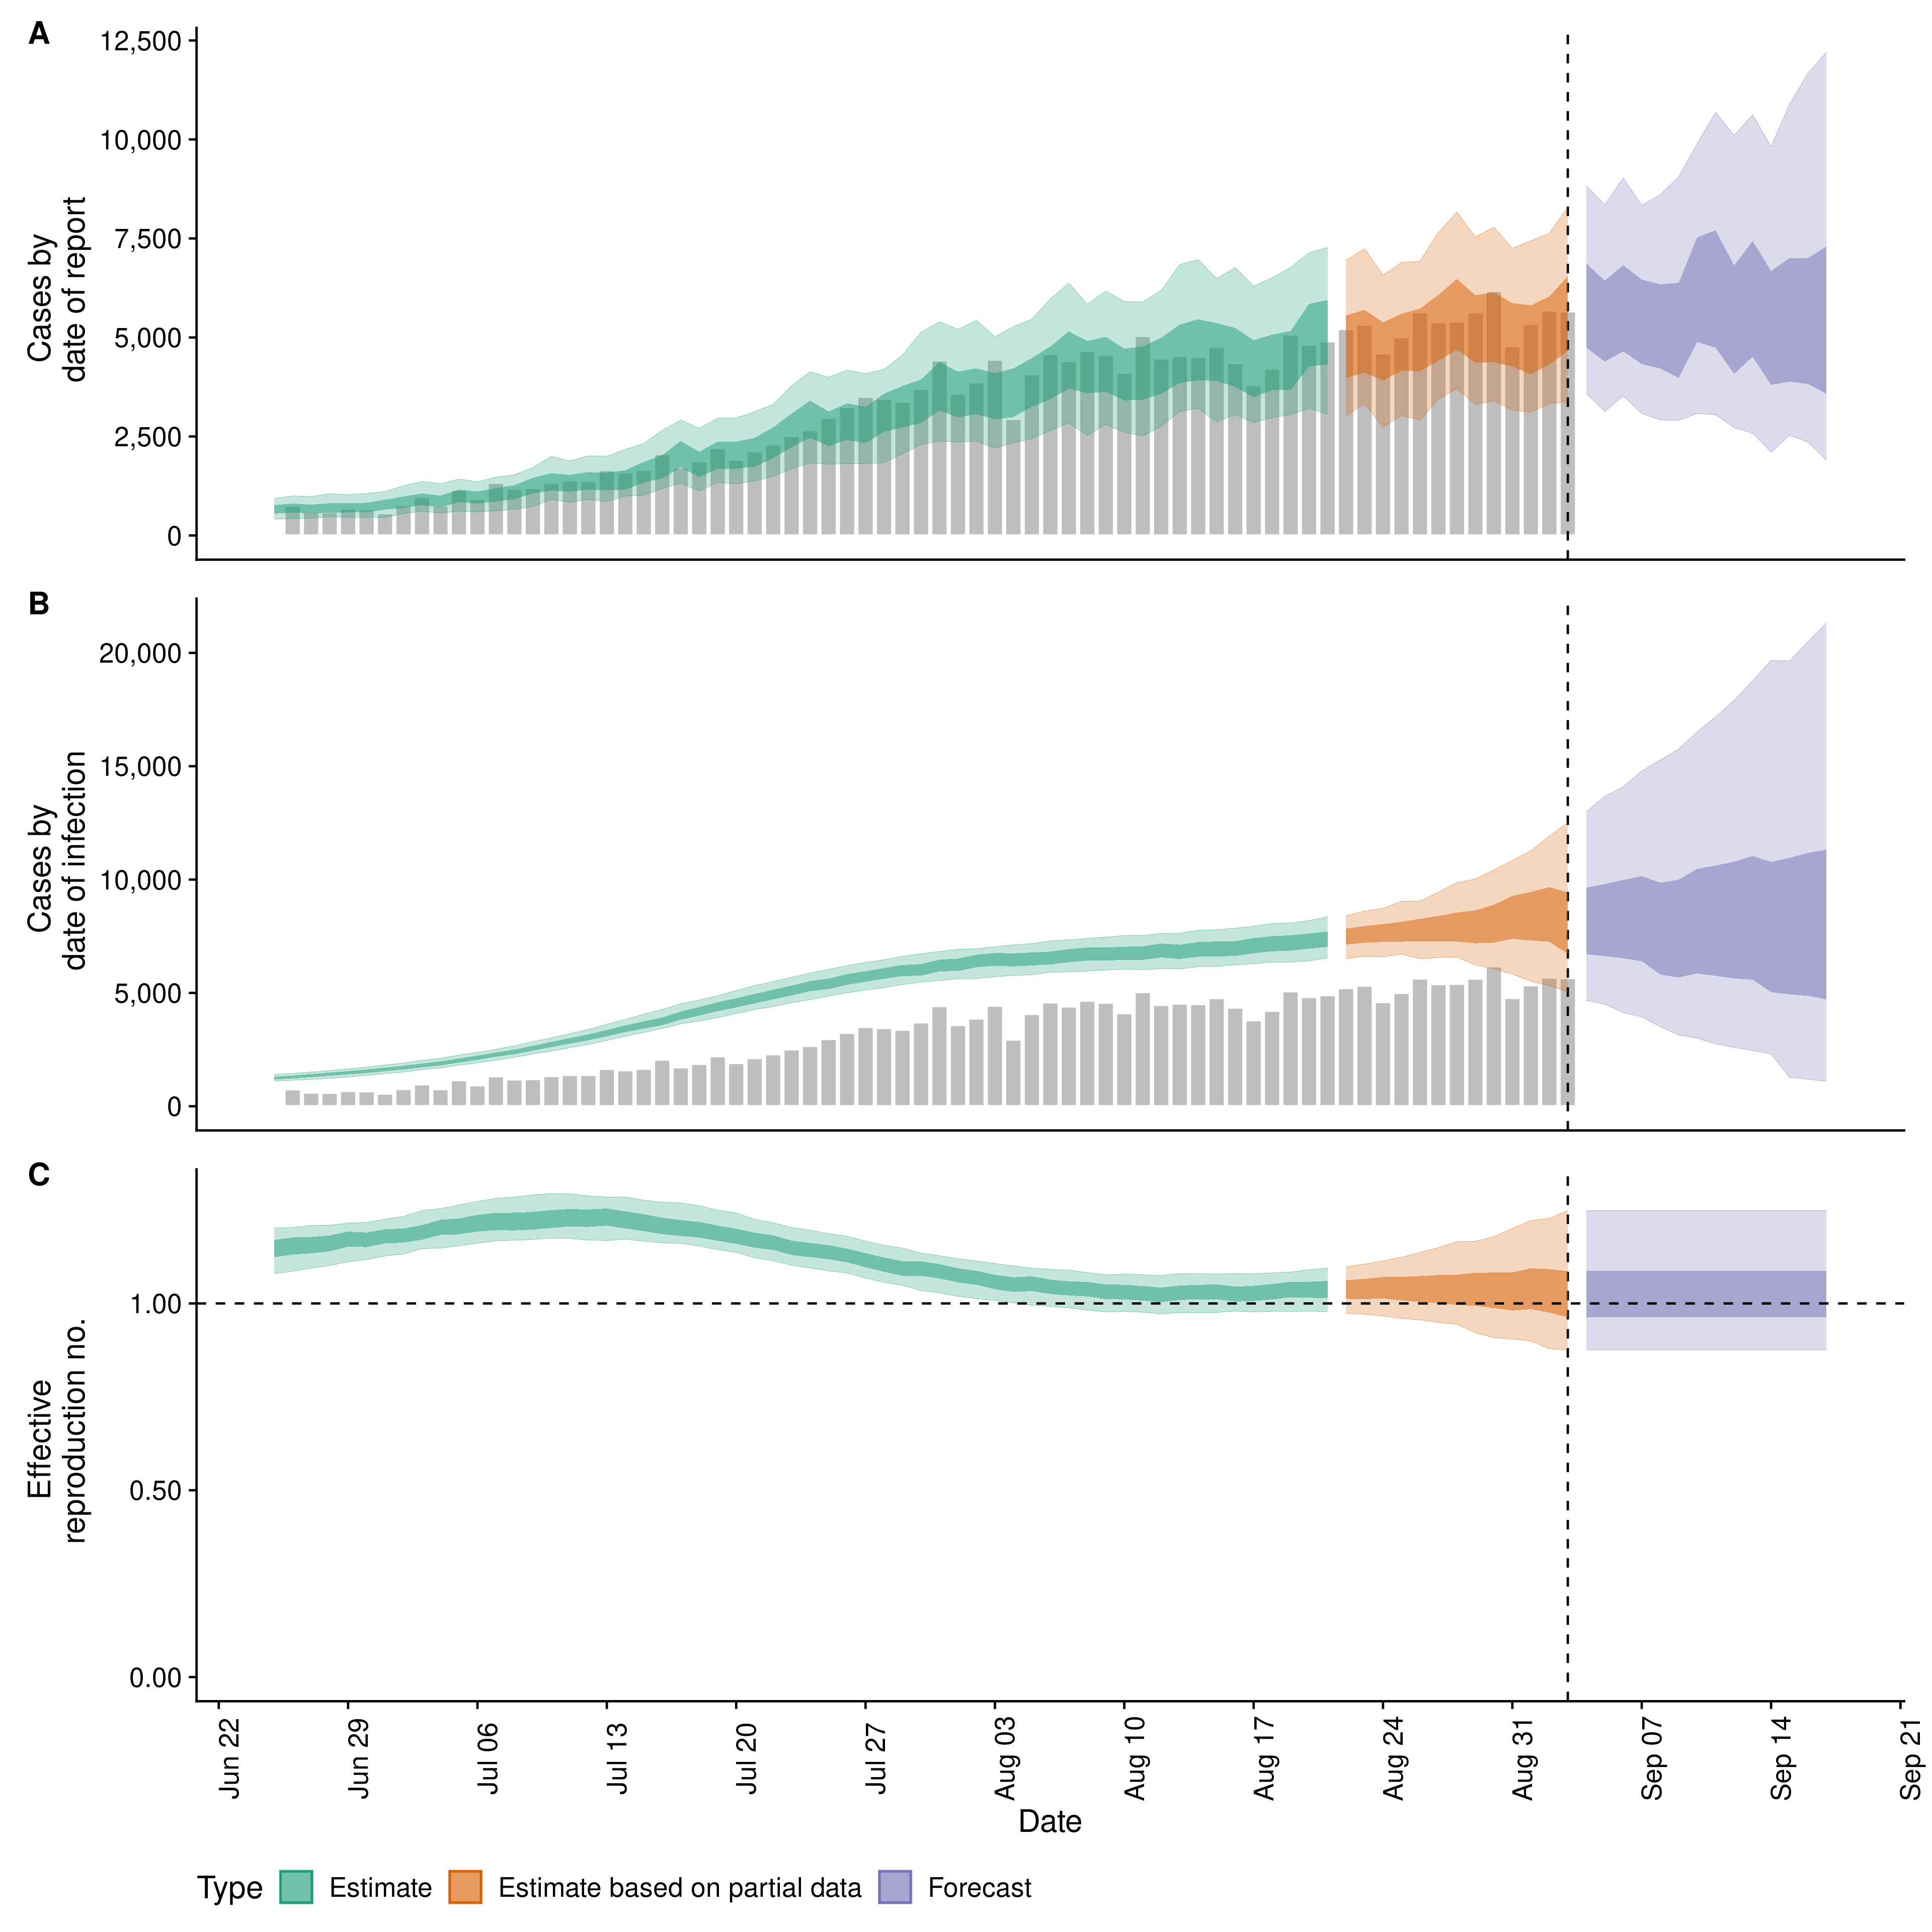 A
12,500
10,000
7,500
5,000
2,500
0
Cases by
date of report
B
20,000
15,000
10,000
5,000
0
Cases by
date of infection
C
1.00
0.50
0.00
Effective
reproduction no.
Jun 22
Jun 29
Jul 06
Jul 13
Jul 20
Jul 27
Aug 03
Aug 10
Aug 17
Aug 24
Aug 31
Sep 07
Sep 14
Sep 21
Date
Type Estimate Estimate based on partial data Forecast